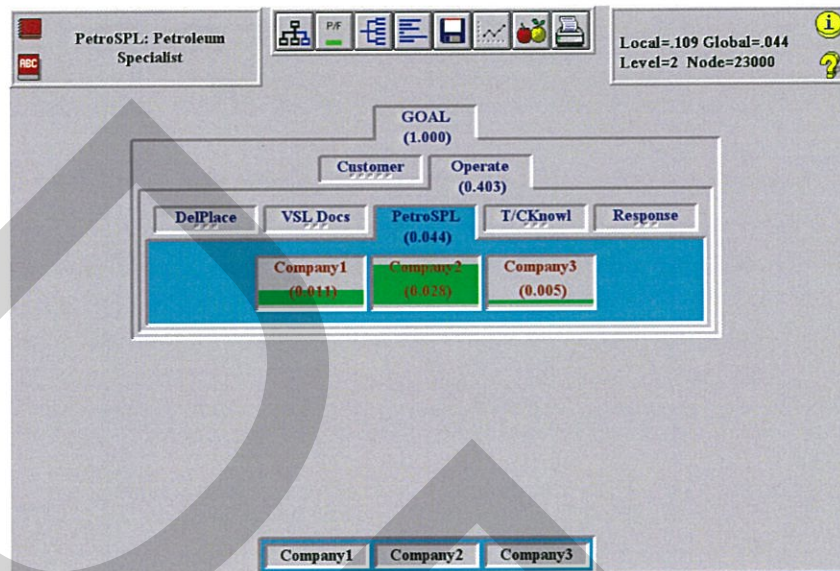 ABC
PetroSPL: Petroleum
Specialist
P/F
Local=.109 Global=.044
Level=2 Node=23000
i
?
GOAL
(1.000)
Customer
Operate
(0.403)
DelPlace
VSL Docs
PetroSPL
(0.044)
T/CKnowl
Response
Company1
(0.011)
Company2
(0.028)
Company3
(0.005)
Company1 Company2 Company3